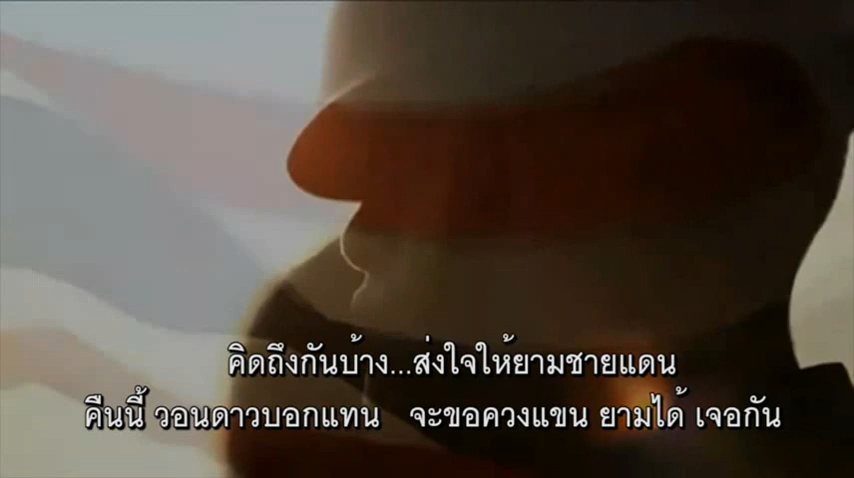 คิดถึงกันบ้าง...ส่งใจให้ยามชายแดน
คืนนี้ วอนดาวบอกแทน จะขอควงแขน ยามได้ เจอกัน